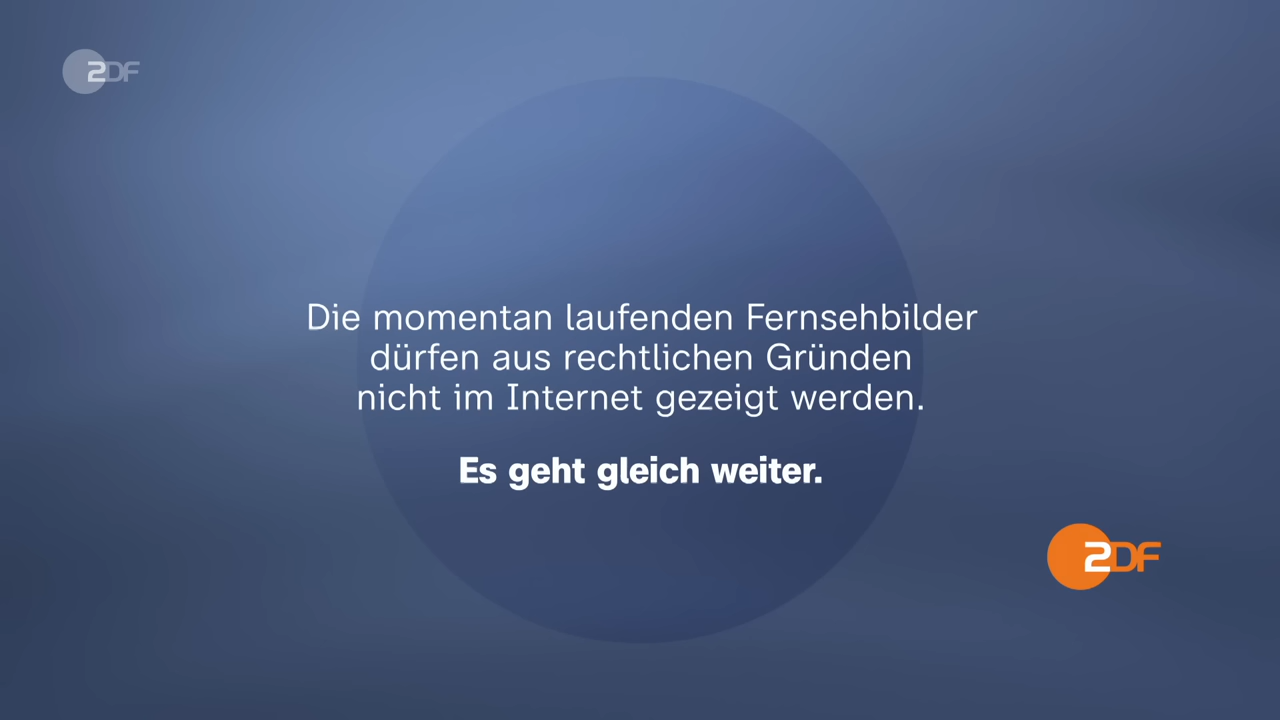 ZDF
Die momentan laufenden Fernsehbilder
dürfen aus rechtlichen Gründen
nicht im Internet gezeigt werden.
Es geht gleich weiter.
ZDF